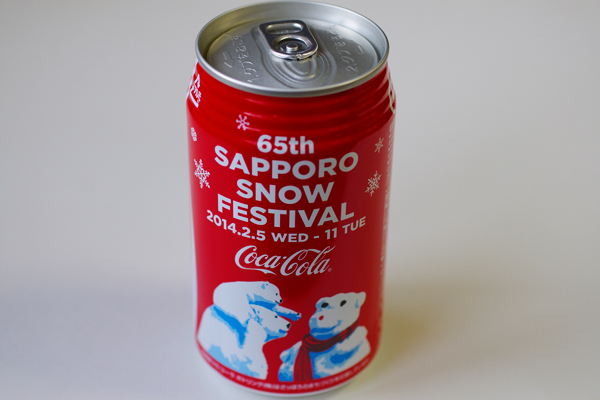 65th
SAPPORO
SNOW
FESTIVAL
2014.2.5 WED - 11 TUE
Coca-Cola